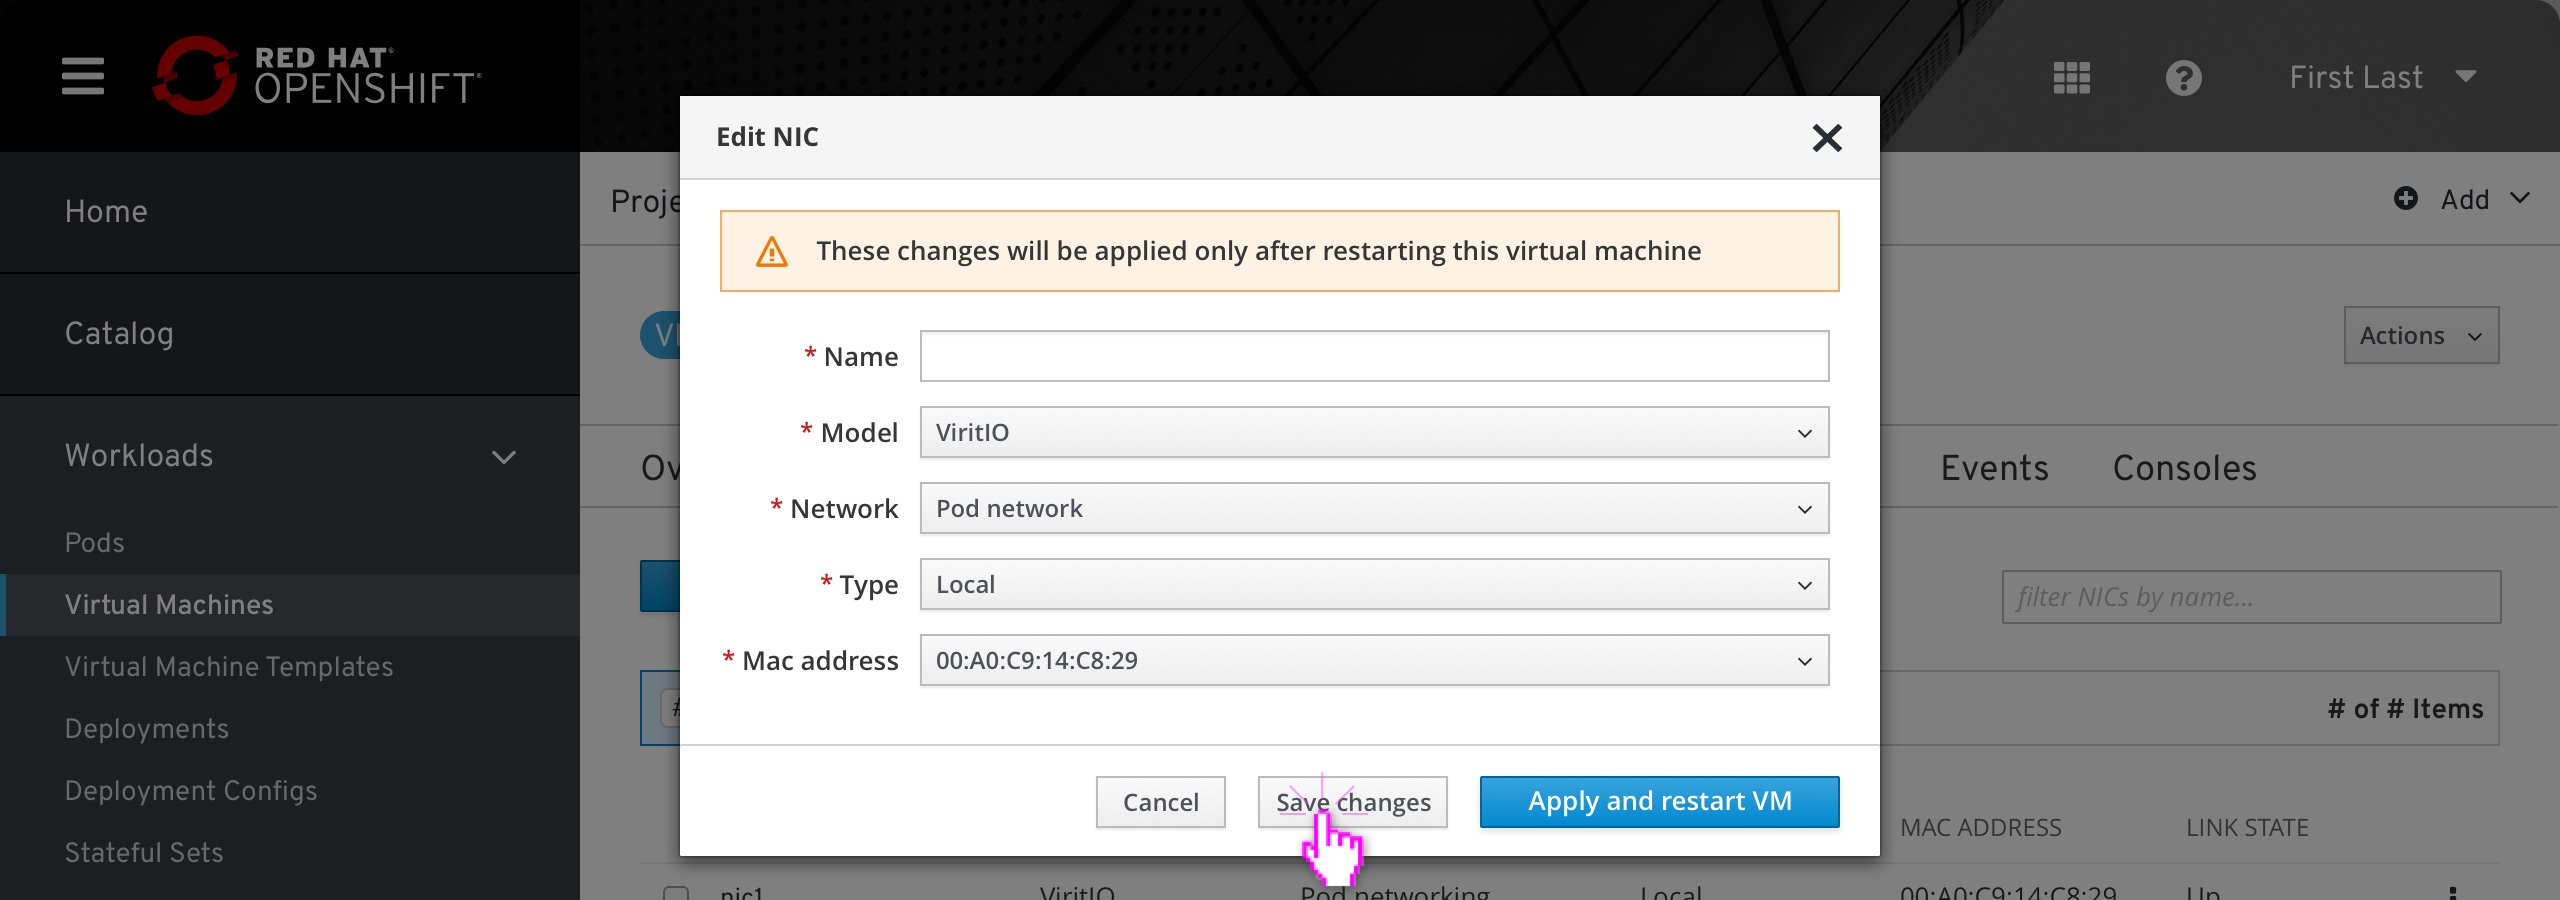 RED HAT®
OPENSHIFT®
First Last
Home
Catalog
Workloads
Pods
Virtual Machines
Virtual Machine Templates
Deployments
Deployment Configs
Stateful Sets
Add
Actions
Events
Consoles
filter NICs by name...
# of # Items
MAC ADDRESS
LINK STATE
Edit NIC
These changes will be applied only after restarting this virtual machine
* Name
* Model
ViritIO
* Network
Pod network
* Type
Local
* Mac address
00:A0:C9:14:C8:29
Cancel
Save changes
Apply and restart VM
nic1
ViritIO
Pod networking
Local
00:A0:C9:14:C8:29
Up